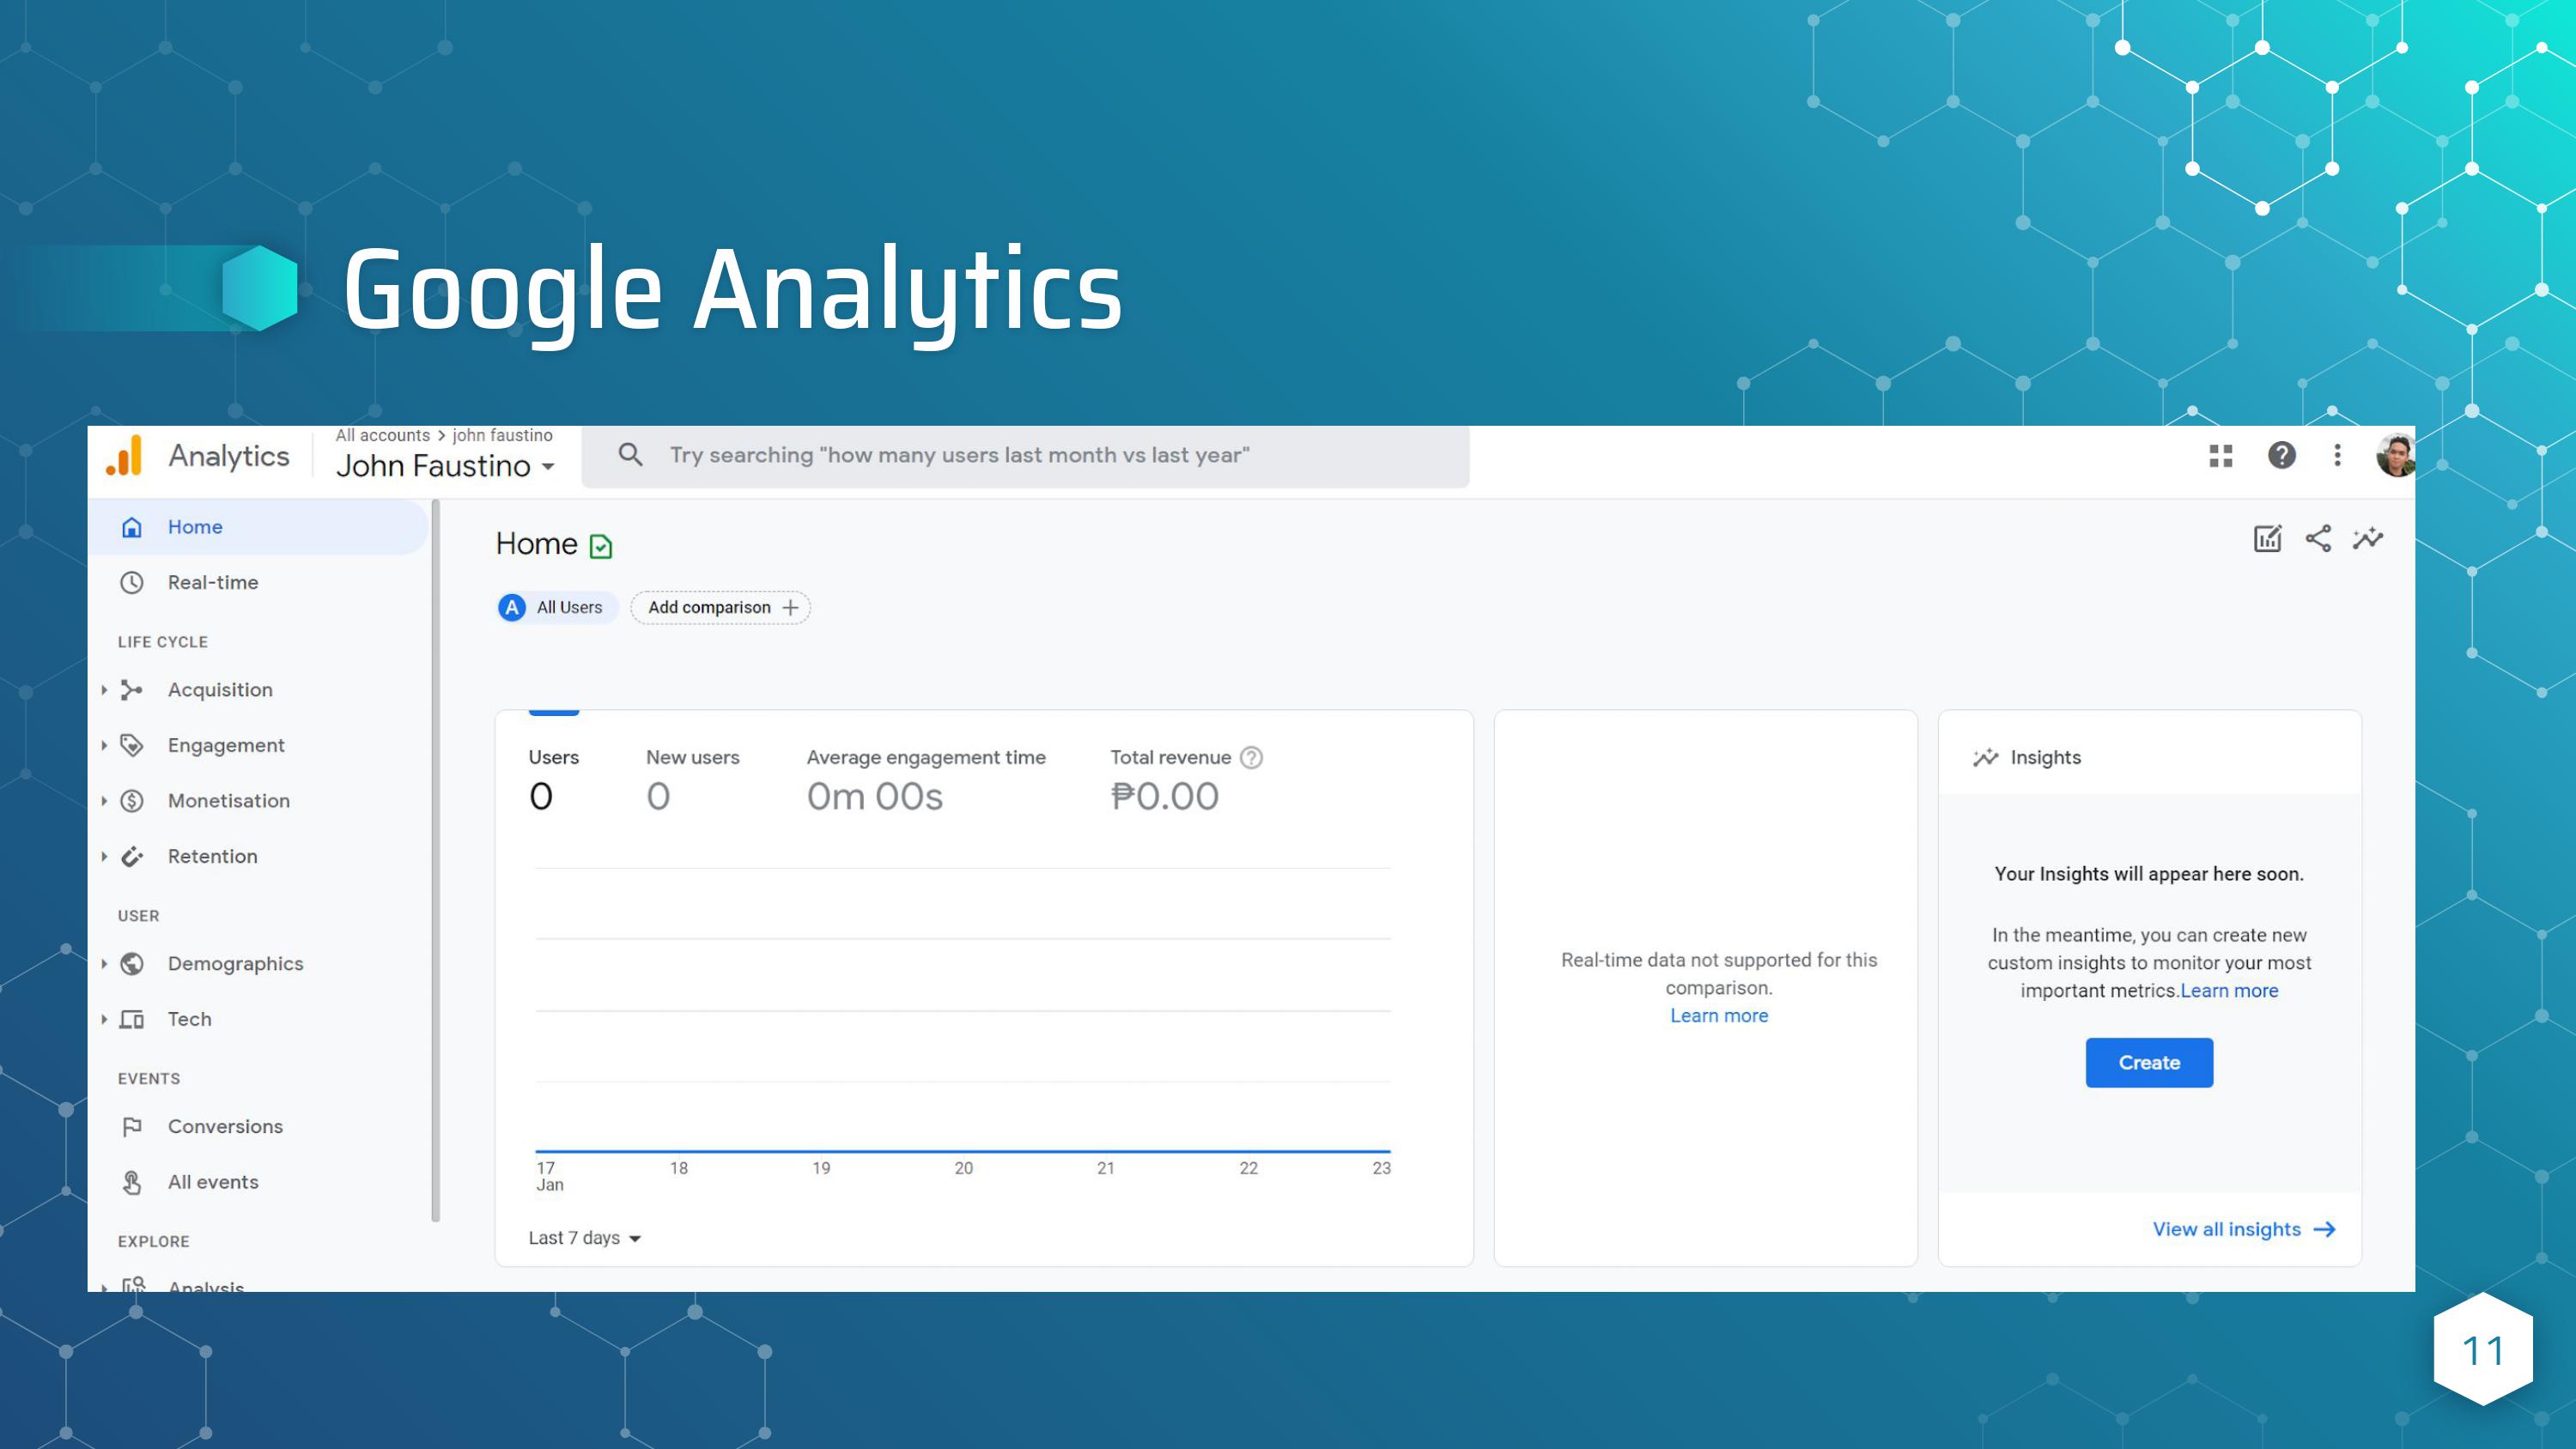 Google Analytics
Analytics
All accounts > john faustino
John Faustino
Try searching "how many users last month vs last year"
Home
Real-time
LIFE CYCLE
Acquisition
Engagement
Monetisation
Retention
USER
Demographics
Tech
EVENTS
Conversions
All events
EXPLORE
Analysis
Home
A All Users
Add comparison +
Users
0
New users
0
Average engagement time
0m 00s
Total revenue ?
₱0.00
17 18 19 20 21 22 23
Jan
Last 7 days
Real-time data not supported for this
comparison.
Learn more
Insights
Your Insights will appear here soon.
In the meantime, you can create new
custom insights to monitor your most
important metrics.Learn more
Create
View all insights
11